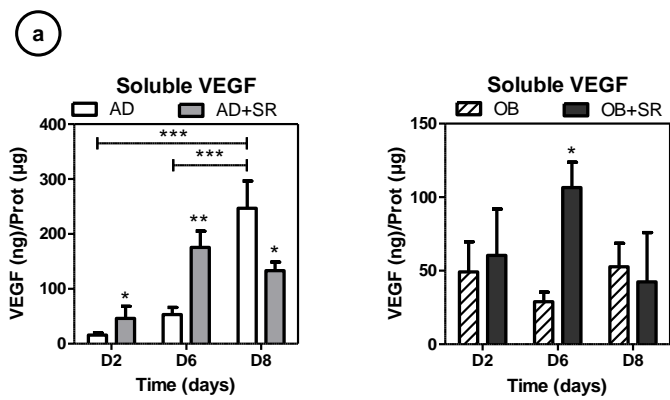 a
Soluble VEGF
AD AD+SR
VEGF (ng)/Prot (µg)
400
300
200
100
0
***
***
*
**
*
D2 D6 D8
Time (days)
Soluble VEGF
OB OB+SR
VEGF (ng)/Prot (µg)
150
100
50
0
*
D2 D6 D8
Time (days)